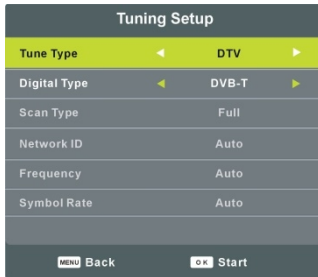 Tuning Setup
Tune Type DTV
Digital Type DVB-T
Scan Type Full
Network ID Auto
Frequency Auto
Symbol Rate Auto
MENU Back OK Start